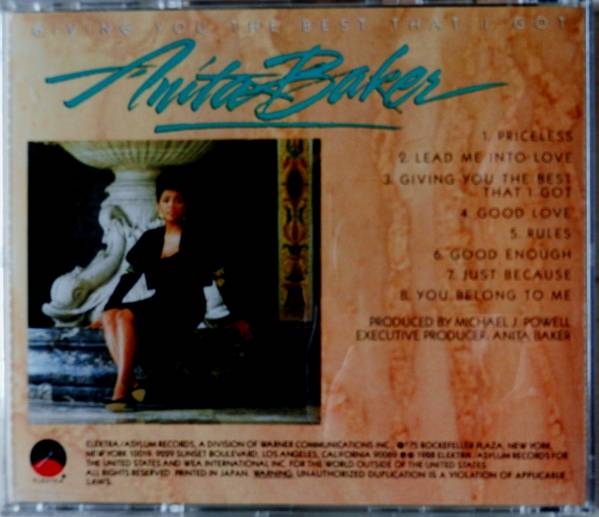 GIVING YOU THE BEST THAT I GOT
Anita Baker
1. PRICELESS
2. LEAD ME INTO LOVE
3. GIVING YOU THE BEST
THAT I GOT
4. GOOD LOVE
5. RULES
6. GOOD ENOUGH
7. JUST BECAUSE
8. YOU BELONG TO ME
PRODUCED BY MICHAEL J. POWELL
EXECUTIVE PRODUCER: ANITA BAKER
ELEKTRA/ASYLUM RECORDS, A DIVISION OF WARNER COMMUNICATIONS INC., 75 ROCKEFELLER PLAZA, NEW YORK,
NEW YORK 10019. 9229 SUNSET BOULEVARD, LOS ANGELES, CALIFORNIA 90069 ℗© 1988 ELEKTRA/ASYLUM RECORDS FOR
THE UNITED STATES AND WEA INTERNATIONAL INC. FOR THE WORLD OUTSIDE OF THE UNITED STATES.
ALL RIGHTS RESERVED. PRINTED IN JAPAN. WARNING: UNAUTHORIZED DUPLICATION IS A VIOLATION OF APPLICABLE
LAWS.